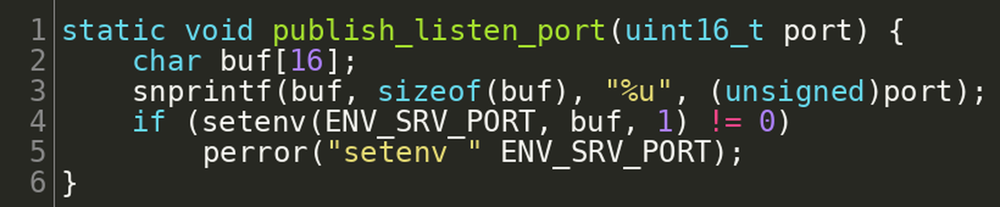 1 static void publish_listen_port(uint16_t port) {
2     char buf[16];
3     snprintf(buf, sizeof(buf), "%u", (unsigned)port);
4     if (setenv(ENV_SRV_PORT, buf, 1) != 0)
5         perror("setenv " ENV_SRV_PORT);
6 }